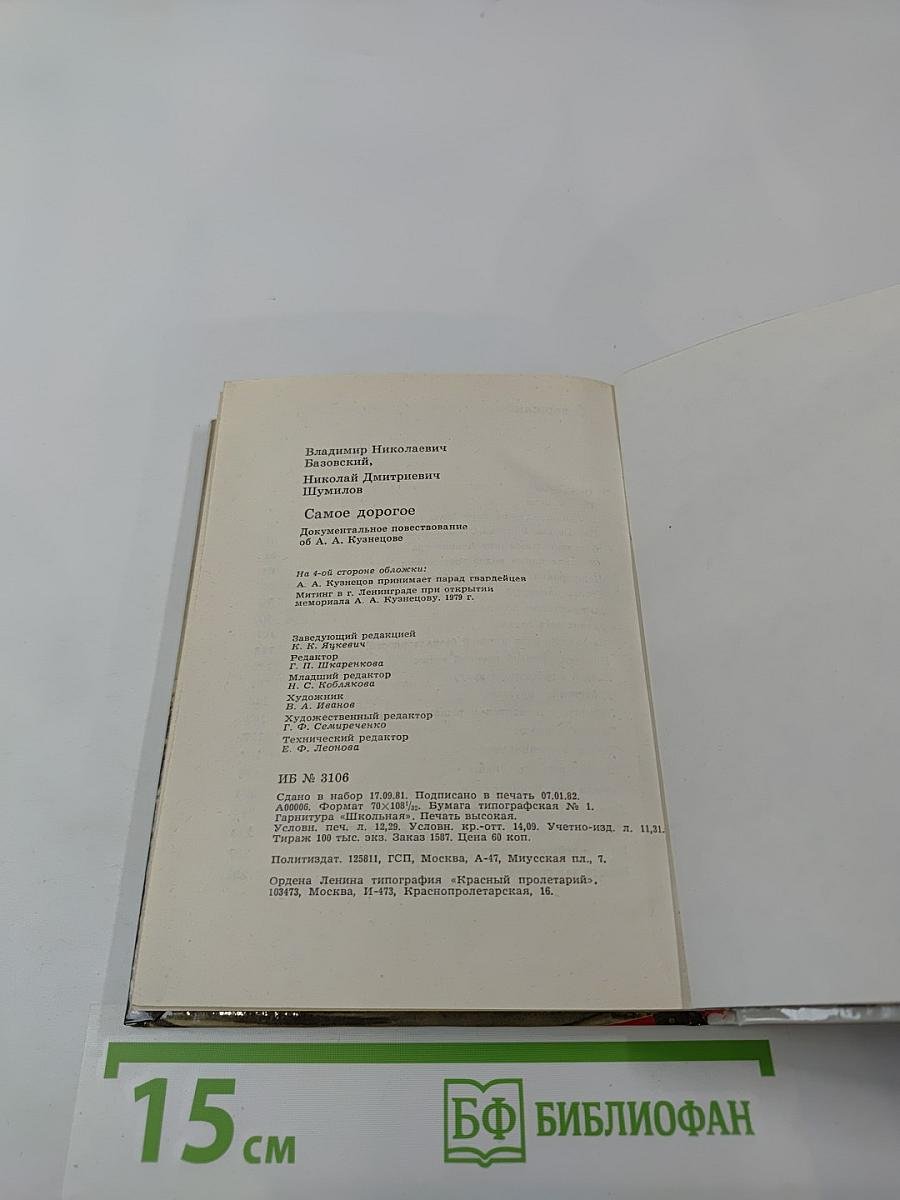 Владимир Николаевич
Базовский,
Николай Дмитриевич
Шумилов
Самое дорогое
Документальное повествование
об А. А. Кузнецове
На 4-ой стороне обложки:
А. А. Кузнецов принимает парад гвардейцев
Митинг в г. Ленинграде при открытии
мемориала А. А. Кузнецову. 1979 г.
Заведующий редакцией
К. К. Яцкевич
Редактор
Г. П. Шкаренкова
Младший редактор
Н. С. Коблякова
Художник
В. А. Иванов
Художественный редактор
Г. Ф. Семиреченко
Технический редактор
Е. Ф. Леонова
ИБ № 3106
Сдано в набор 17.09.81. Подписано в печать 07.01.82.
А00006. Формат 70×108¹/₃₂. Бумага типографская № 1.
Гарнитура «Школьная». Печать высокая.
Условн. печ. л. 12,29. Условн. кр.-отт. 14,09. Учетно-изд. л. 11,31.
Тираж 100 тыс. экз. Заказ 1587. Цена 60 коп.
Политиздат. 125811, ГСП, Москва, А-47, Миусская пл., 7.
Ордена Ленина типография «Красный пролетарий».
103473, Москва, И-473, Краснопролетарская, 16.
15 см
БФ БИБЛИОФАН